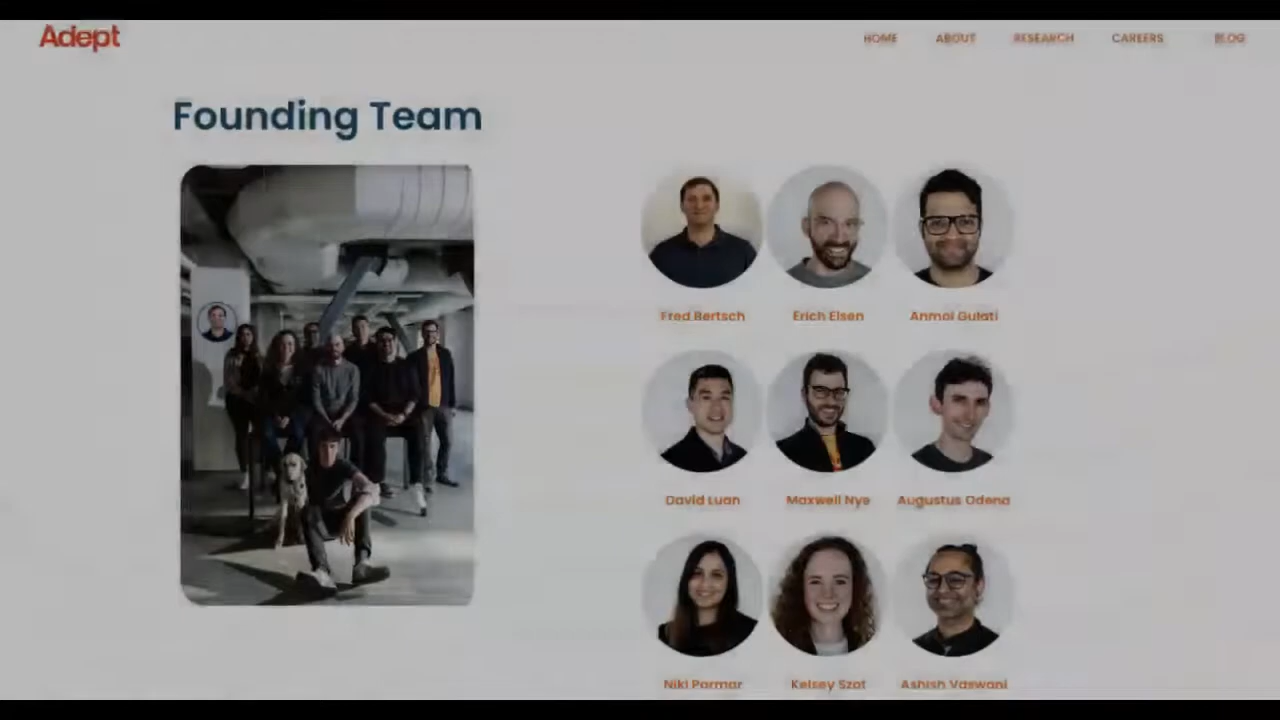 Adept
HOME ABOUT RESEARCH CAREERS BLOG
Founding Team
Fred Bertsch Erich Elsen Anmol Gulati
David Luan Maxwell Nye Augustus Odena
Niki Parmar Kelsey Szot Ashish Vaswani